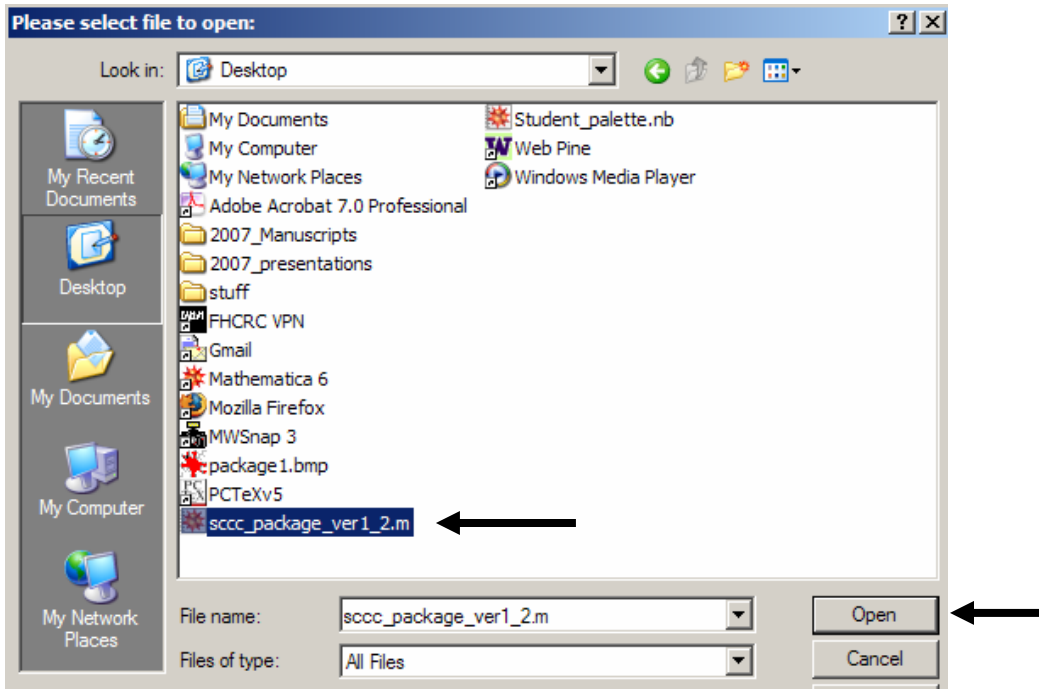 Please select file to open:
Look in: Desktop
My Recent
Documents
Desktop
My Documents
My Computer
My Network
Places
My Documents
My Computer
My Network Places
Adobe Acrobat 7.0 Professional
2007_Manuscripts
2007_presentations
stuff
FHCRC VPN
Gmail
Mathematica 6
Mozilla Firefox
MWSnap 3
package1.bmp
PCTeXv5
sccc_package_ver1_2.m
Student_palette.nb
Web Pine
Windows Media Player
File name: sccc_package_ver1_2.m Open
Files of type: All Files Cancel